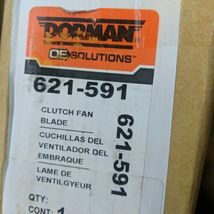 DORMAN
OE SOLUTIONS™
621-591
CLUTCH FAN
BLADE
CUCHILLAS DEL
VENTILADOR DEL
EMBRAGUE
LAME DE
VENTILGYEUR
QTY:
CONT: 1
621-591